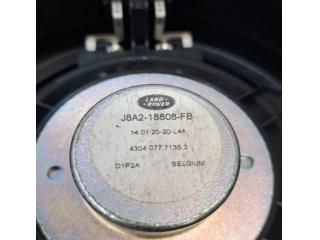 LAND
ROVER
J8A2-18808-FB
14 01 20-20-L4A
4304 077 7135.3
D1P2A BELGIUM